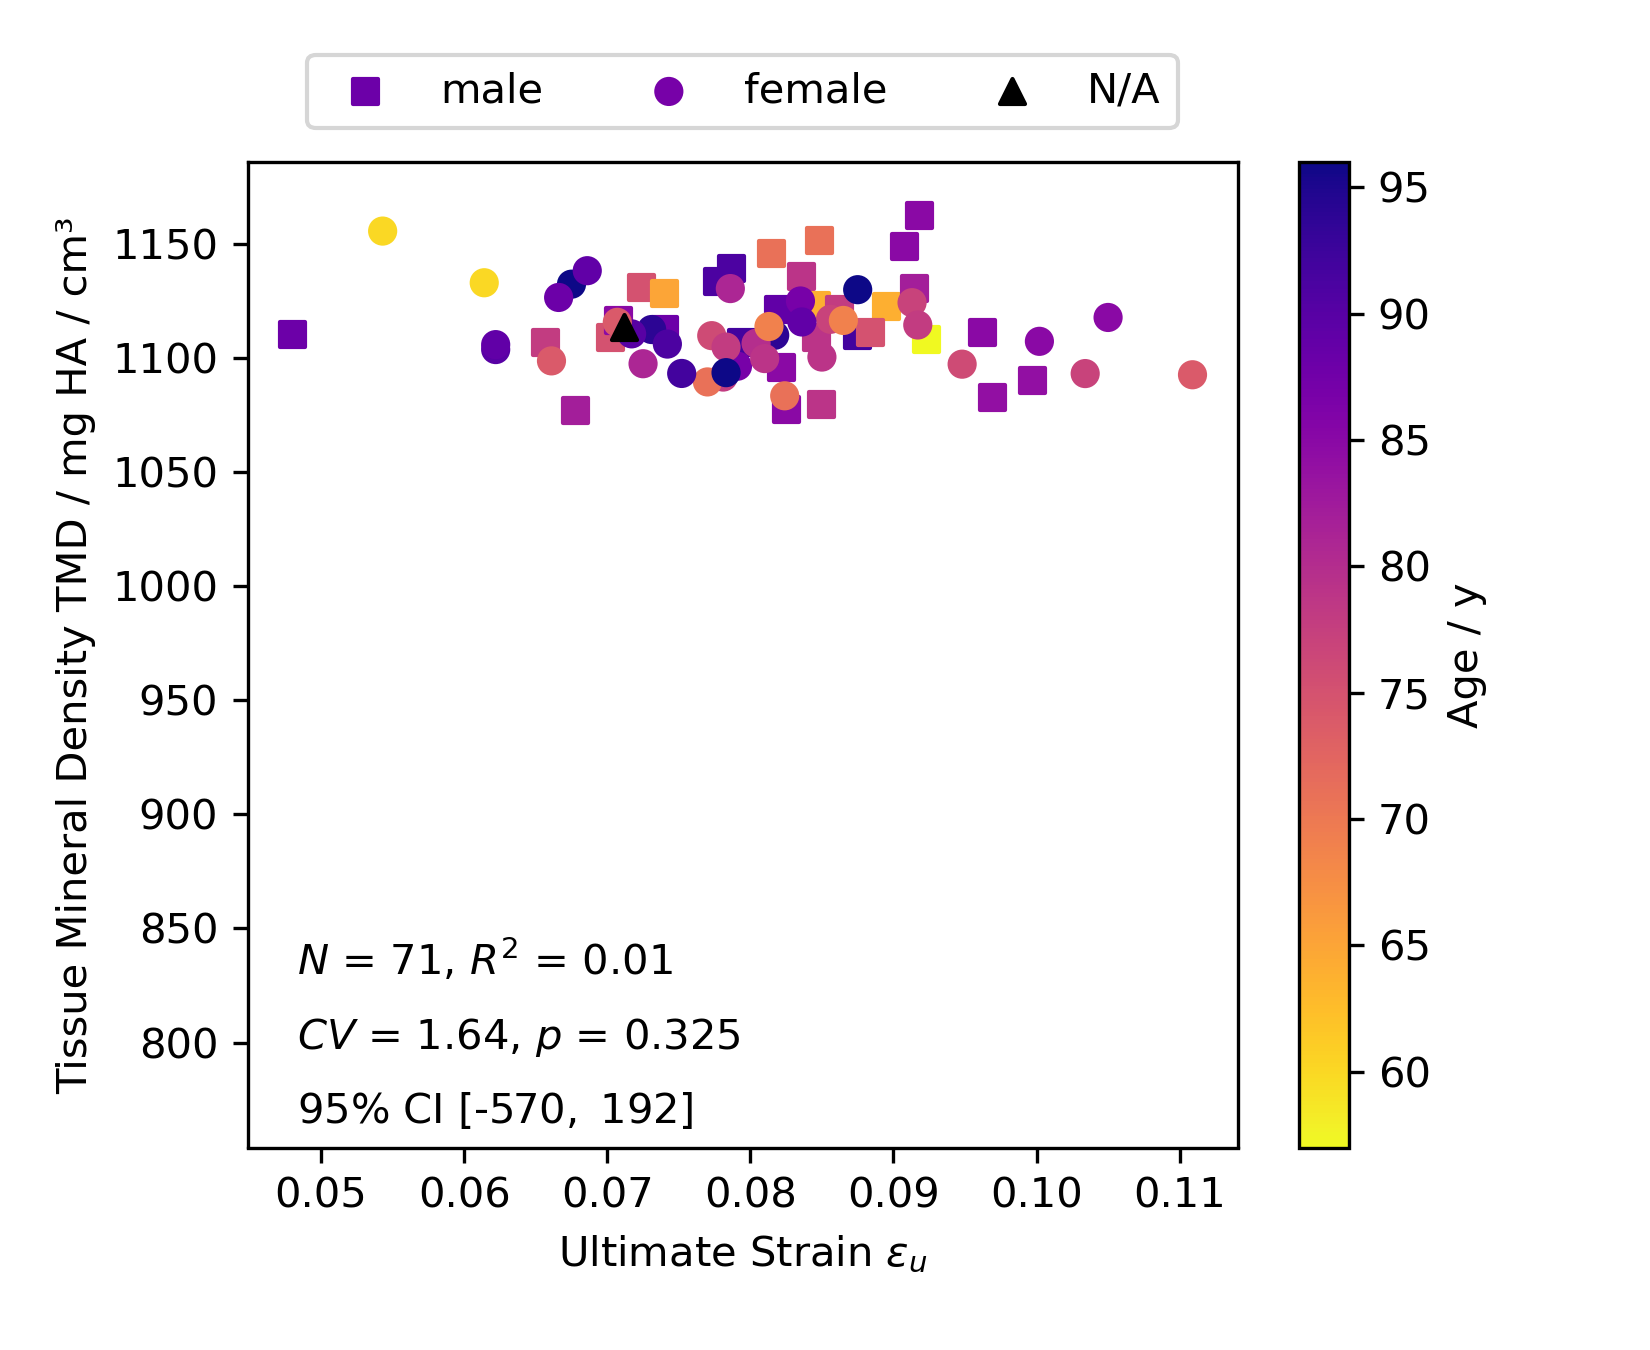 male female N/A
Tissue Mineral Density TMD / mg HA / cm³
1150
1100
1050
1000
950
900
850
800
N = 71, R² = 0.01
CV = 1.64, p = 0.325
95% CI [-570, 192]
0.05 0.06 0.07 0.08 0.09 0.10 0.11
Ultimate Strain εᵤ
95
90
85
80
75
70
65
60
Age / y